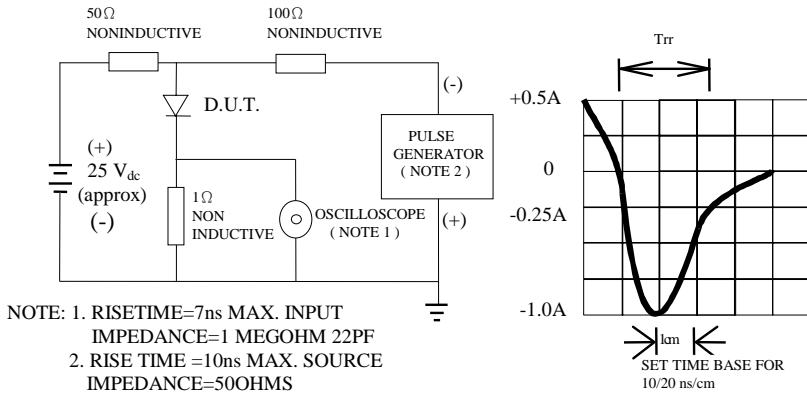 50Ω
NONINDUCTIVE
100Ω
NONINDUCTIVE
Trr
D.U.T.
(-)
+0.5A
(+)
25 Vdc
(approx)
(-)
PULSE
GENERATOR
( NOTE 2 )
0
-0.25A
1Ω
NON
INDUCTIVE
OSCILLOSCOPE
( NOTE 1 )
(+)
-1.0A
NOTE: 1. RISETIME=7ns MAX. INPUT
IMPEDANCE=1 MEGOHM 22PF
2. RISE TIME =10ns MAX. SOURCE
IMPEDANCE=50OHMS
1cm
SET TIME BASE FOR
10/20 ns/cm